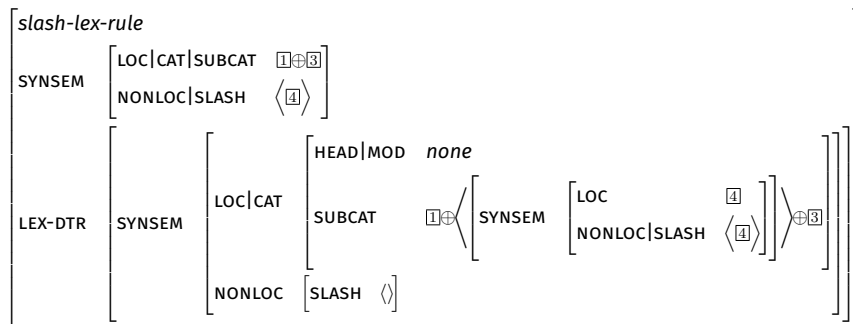 slash-lex-rule
LOC|CAT|SUBCAT 1⊕3
SYNSEM
NONLOC|SLASH ⟨4⟩
HEAD|MOD none
LOC|CAT
LOC 4
LEX-DTR SYNSEM SUBCAT 1⊕⟨[SYNSEM ]⟩⊕3
NONLOC|SLASH ⟨4⟩
NONLOC [SLASH ⟨⟩]